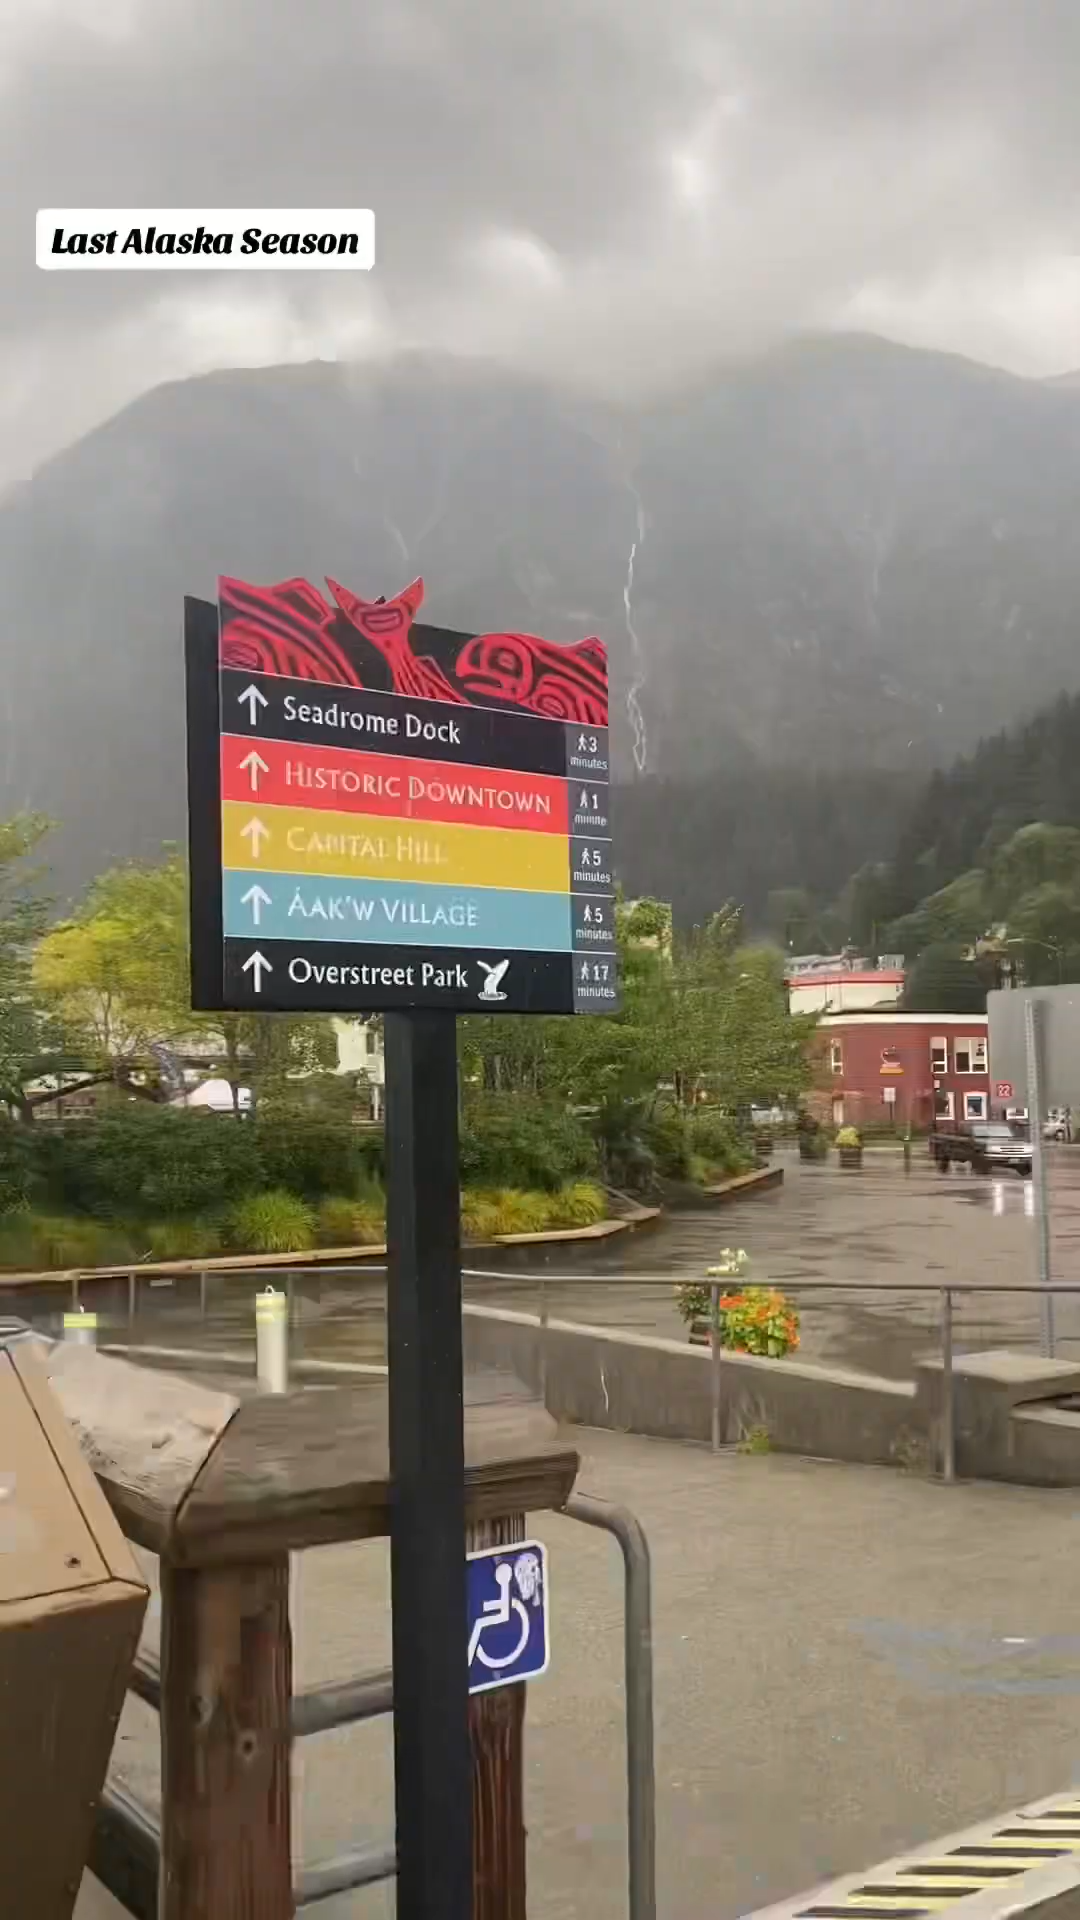 Last Alaska Season
Seadrome Dock
3
minutes
HISTORIC DOWNTOWN
1
minute
CAPITAL HILL
5
minutes
ÁAK'W VILLAGE
5
minutes
Overstreet Park
17
minutes
22